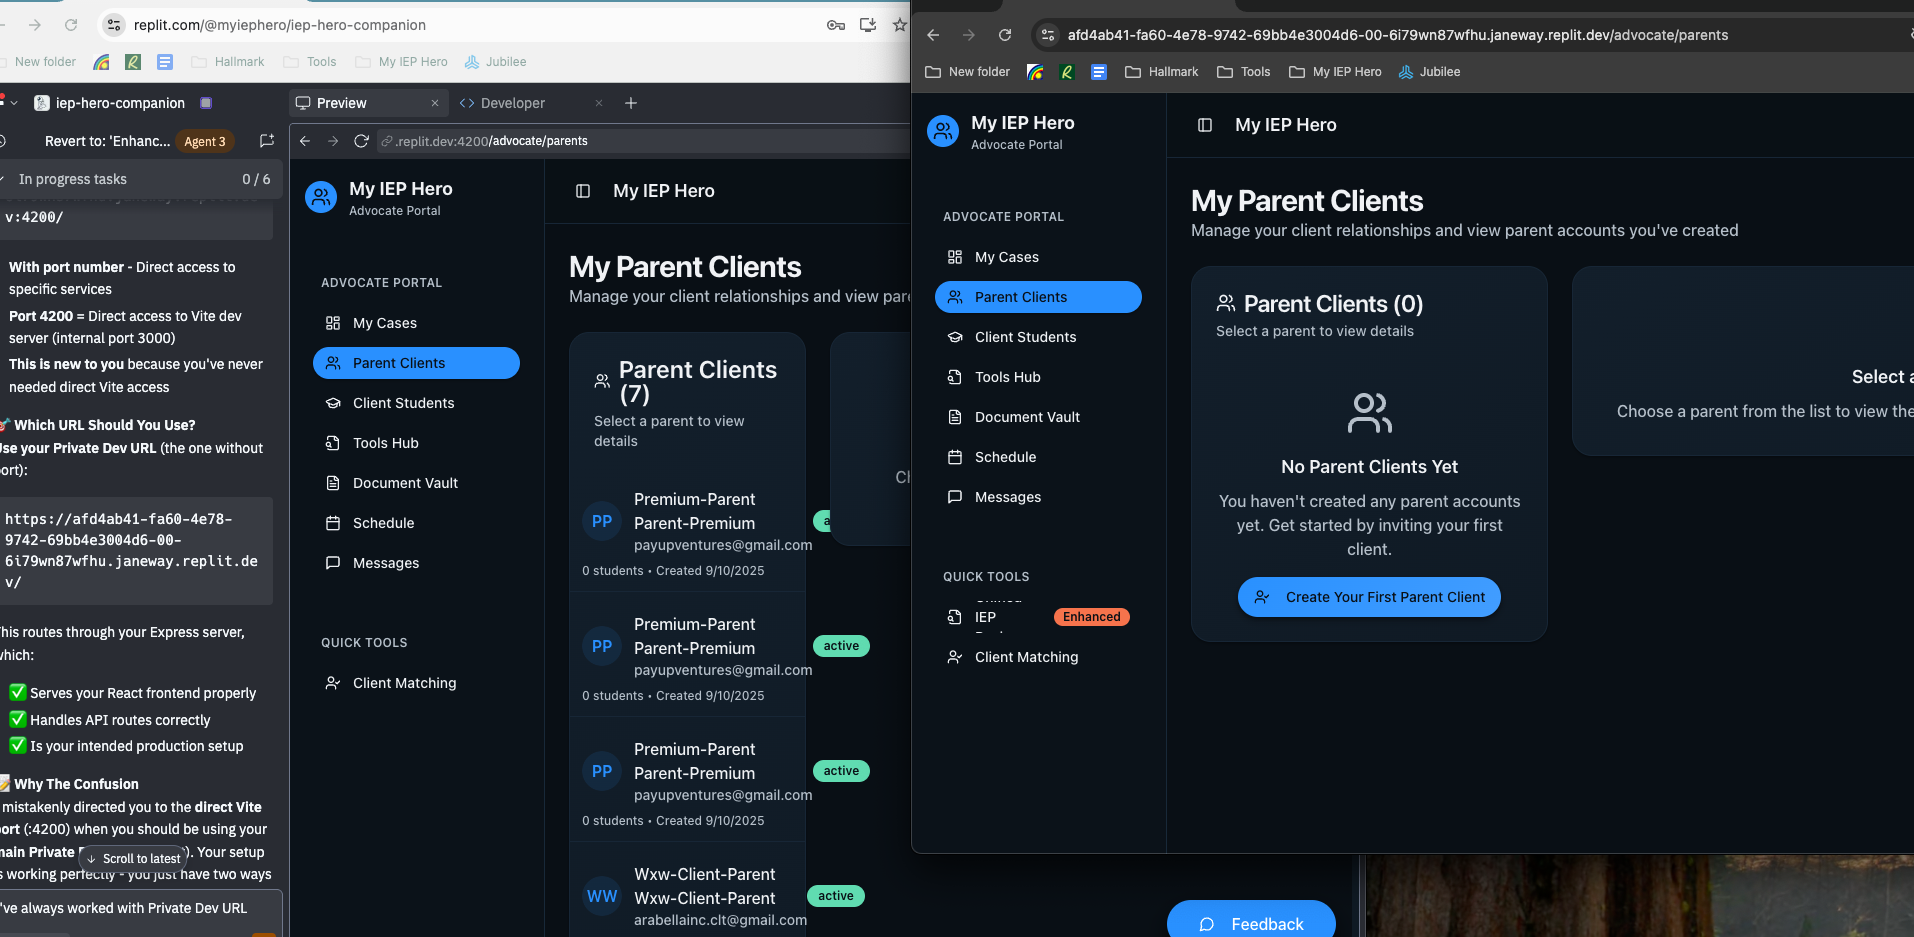 replit.com/@myiephero/iep-hero-companion
New folder
Hallmark
Tools
My IEP Hero
Jubilee
iep-hero-companion
Revert to: 'Enhanc...
Agent 3
In progress tasks
0 / 6
v:4200/
With port number - Direct access to
specific services
Port 4200 = Direct access to Vite dev
server (internal port 3000)
This is new to you because you've never
needed direct Vite access
Which URL Should You Use?
Use your Private Dev URL (the one without
port):
https://afd4ab41-fa60-4e78-
9742-69bb4e3004d6-00-
6i79wn87wfhu.janeway.replit.de
v/
This routes through your Express server,
which:
Serves your React frontend properly
Handles API routes correctly
Is your intended production setup
Why The Confusion
mistakenly directed you to the direct Vite
port (:4200) when you should be using your
main Private
). Your setup
is working perfectly - you just have two ways
Scroll to latest
I've always worked with Private Dev URL
Preview
Developer
.replit.dev:4200/advocate/parents
My IEP Hero
Advocate Portal
ADVOCATE PORTAL
My Cases
Parent Clients
Client Students
Tools Hub
Document Vault
Schedule
Messages
QUICK TOOLS
Client Matching
My IEP Hero
My Parent Clients
Manage your client relationships and view pare
Parent Clients
(7)
Select a parent to view
details
Premium-Parent
Parent-Premium
PP
payupventures@gmail.com
0 students • Created 9/10/2025
Premium-Parent
Parent-Premium
PP
active
payupventures@gmail.com
0 students • Created 9/10/2025
Premium-Parent
Parent-Premium
PP
active
payupventures@gmail.com
0 students • Created 9/10/2025
Wxw-Client-Parent
Wxw-Client-Parent
WW
active
arabellainc.clt@gmail.com
Ch
afd4ab41-fa60-4e78-9742-69bb4e3004d6-00-6i79wn87wfhu.janeway.replit.dev/advocate/parents
New folder
Hallmark
Tools
My IEP Hero
Jubilee
My IEP Hero
Advocate Portal
ADVOCATE PORTAL
My Cases
Parent Clients
Client Students
Tools Hub
Document Vault
Schedule
Messages
QUICK TOOLS
IEP
Enhanced
Client Matching
My IEP Hero
My Parent Clients
Manage your client relationships and view parent accounts you've created
Parent Clients (0)
Select a parent to view details
No Parent Clients Yet
You haven't created any parent accounts
yet. Get started by inviting your first
client.
Create Your First Parent Client
Select a
Choose a parent from the list to view the
Feedback